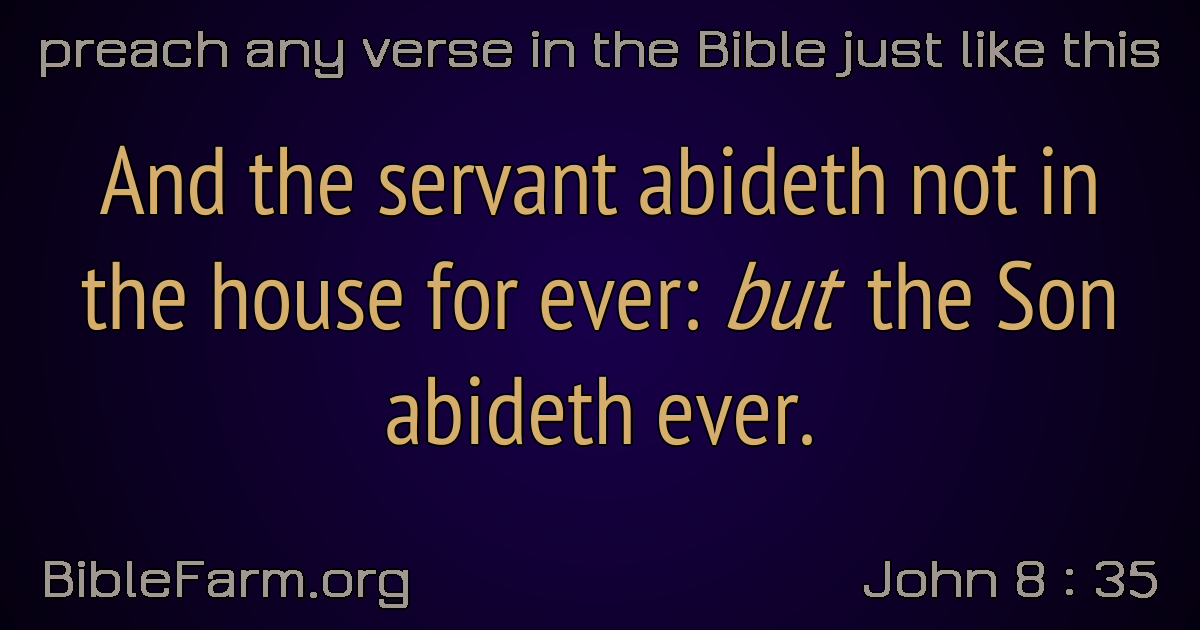 preach any verse in the Bible just like this
And the servant abideth not in
the house for ever: but the Son
abideth ever.
BibleFarm.org
John 8 : 35